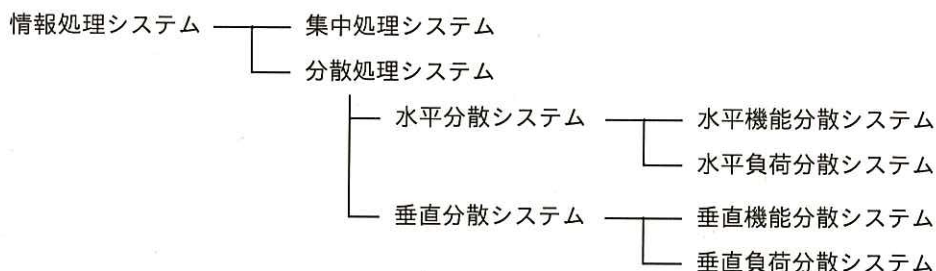 情報処理システム 集中処理システム
分散処理システム
水平分散システム 水平機能分散システム
水平負荷分散システム
垂直分散システム 垂直機能分散システム
垂直負荷分散システム